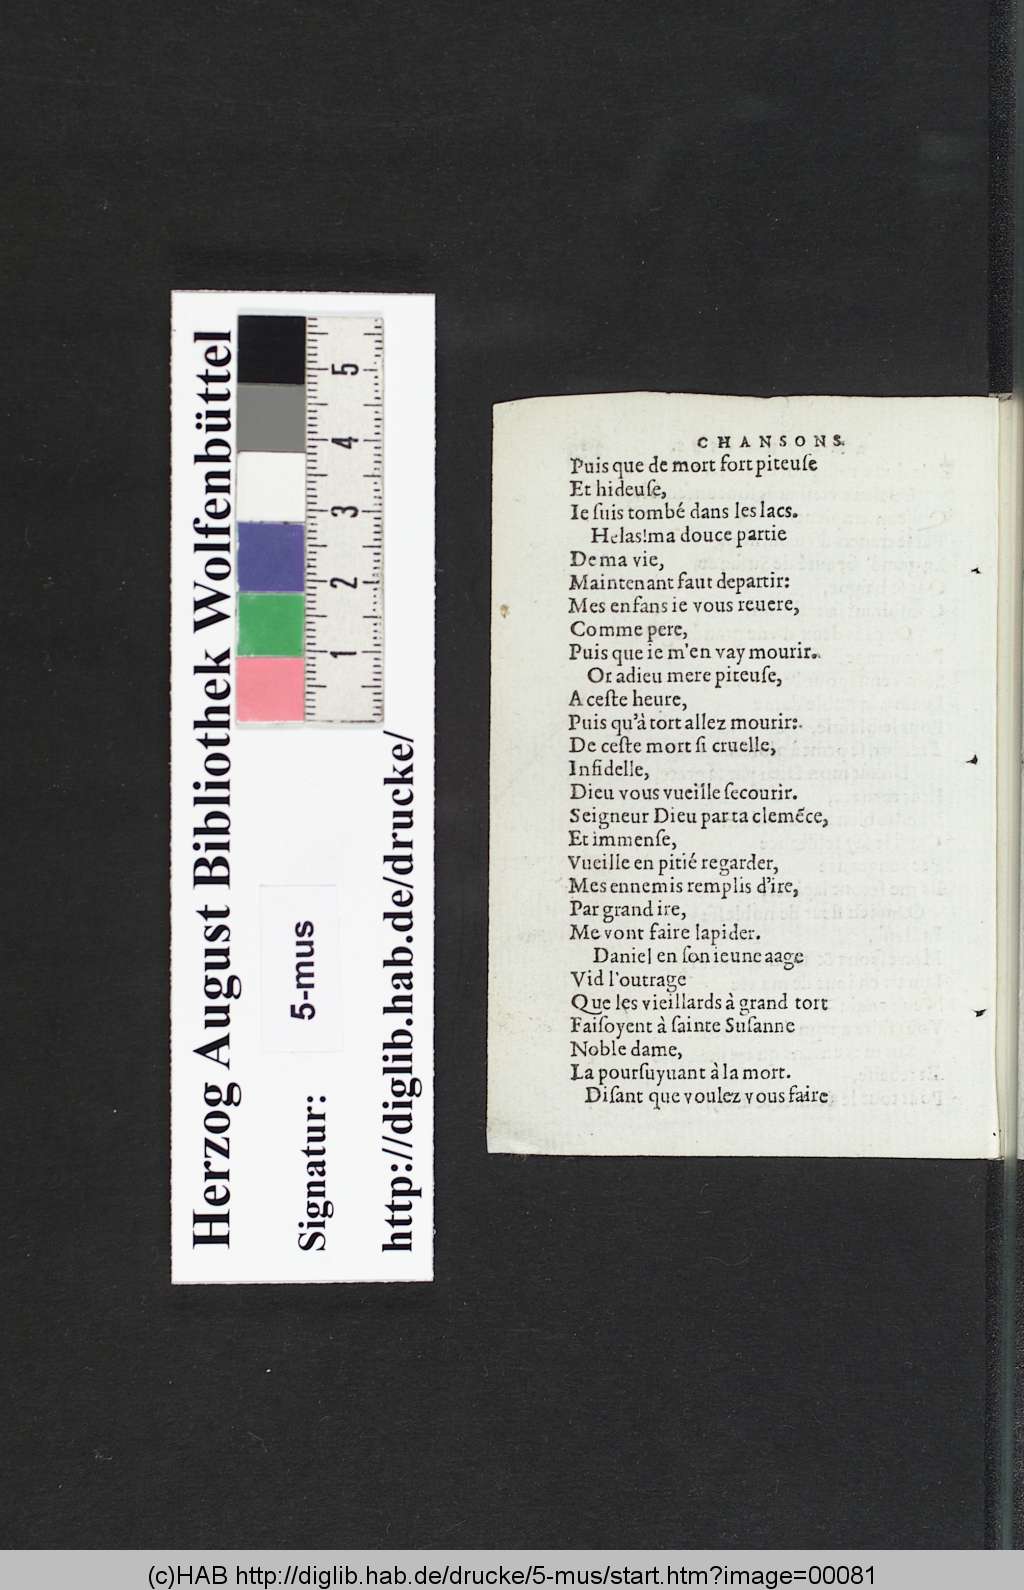 Herzog August Bibliothek Wolfenbüttel
Signatur:
5-mus
http://diglib.hab.de/drucke/
1 2 3 4 5
CHANSONS.
Puis que de mort fort piteuſe
Et hideuſe,
Ie ſuis tombé dans les lacs.
Helas!ma douce partie
De ma vie,
Maintenant faut departir:
Mes enfans ie vous reuere,
Comme pere,
Puis que ie m'en vay mourir.
Or adieu mere piteuſe,
A ceſte heure,
Puis qu'à tort allez mourir:
De ceſte mort ſi cruelle,
Infidelle,
Dieu vous vueille ſecourir.
Seigneur Dieu par ta clemēce,
Et immenſe,
Vueille en pitié regarder,
Mes ennemis remplis d'ire,
Par grand ire,
Me vont faire lapider.
Daniel en ſon ieune aage
Vid l'outrage
Que les vieillards à grand tort
Faiſoyent à ſainte Suſanne
Noble dame,
La pourſuyuant à la mort.
Diſant que voulez vous faire
(c)HAB http://diglib.hab.de/drucke/5-mus/start.htm?image=00081